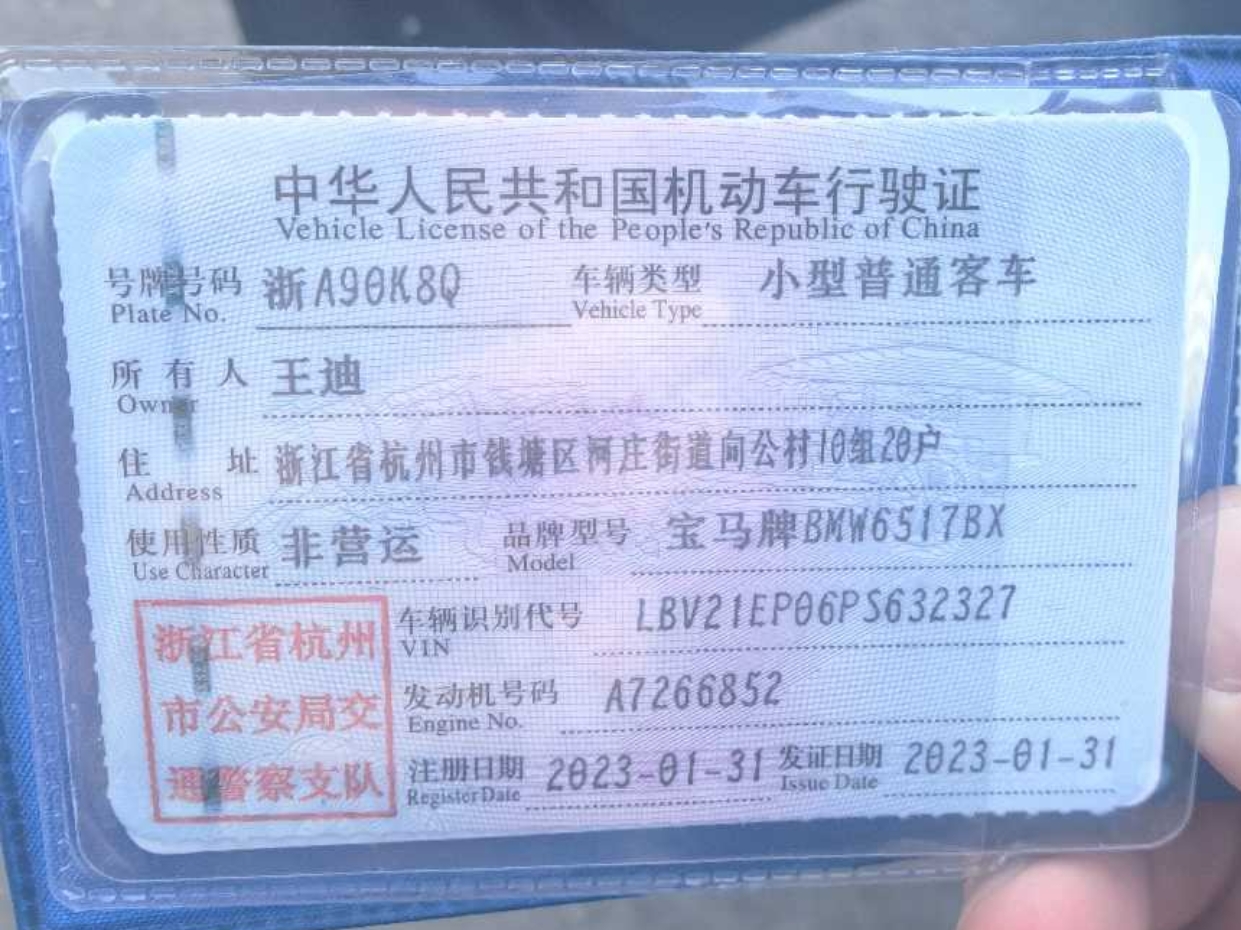 中华人民共和国机动车行驶证
Vehicle License of the People's Republic of China
号牌号码 浙A90K8Q 车辆类型 小型普通客车
Plate No. Vehicle Type
所有人 王迪
Owner
住址 浙江省杭州市钱塘区河庄街道向公村10组20户
Address
使用性质 非营运 品牌型号 宝马牌BMW6517BX
Use Character Model
车辆识别代号 LBV21EP06PS632327
VIN
发动机号码 A7266852
Engine No.
注册日期 2023-01-31 发证日期 2023-01-31
Register Date Issue Date
浙江省杭州
市公安局交
通警察支队